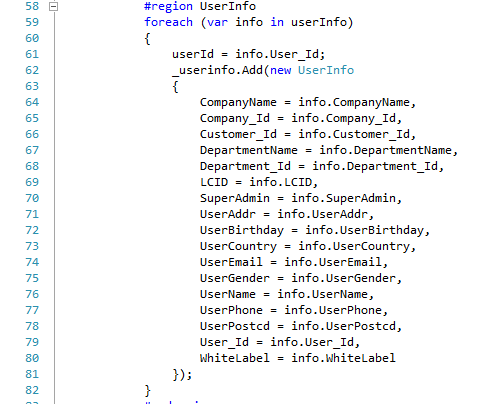 58 #region UserInfo
59 foreach (var info in userInfo)
60 {
61 userId = info.User_Id;
62 _userinfo.Add(new UserInfo
63 {
64 CompanyName = info.CompanyName,
65 Company_Id = info.Company_Id,
66 Customer_Id = info.Customer_Id,
67 DepartmentName = info.DepartmentName,
68 Department_Id = info.Department_Id,
69 LCID = info.LCID,
70 SuperAdmin = info.SuperAdmin,
71 UserAddr = info.UserAddr,
72 UserBirthday = info.UserBirthday,
73 UserCountry = info.UserCountry,
74 UserEmail = info.UserEmail,
75 UserGender = info.UserGender,
76 UserName = info.UserName,
77 UserPhone = info.UserPhone,
78 UserPostcd = info.UserPostcd,
79 User_Id = info.User_Id,
80 WhiteLabel = info.WhiteLabel
81 });
82 }